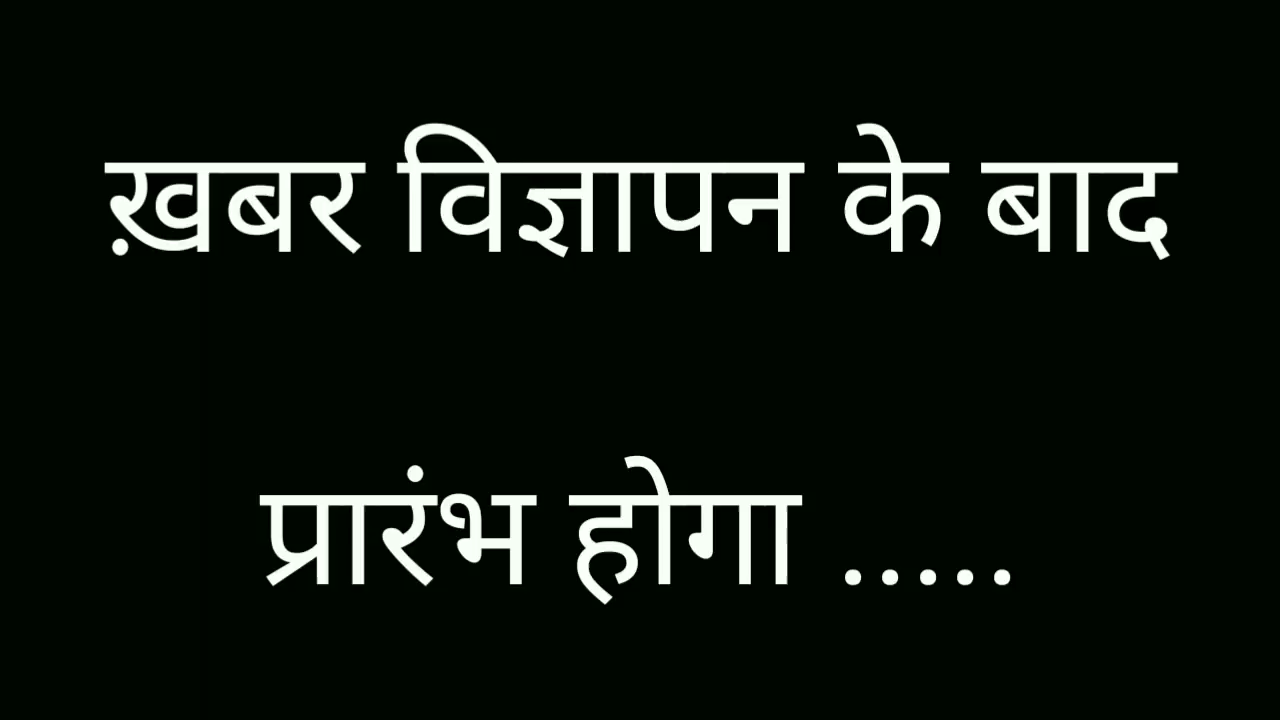 ख़बर विज्ञापन के बाद
प्रारंभ होगा .....